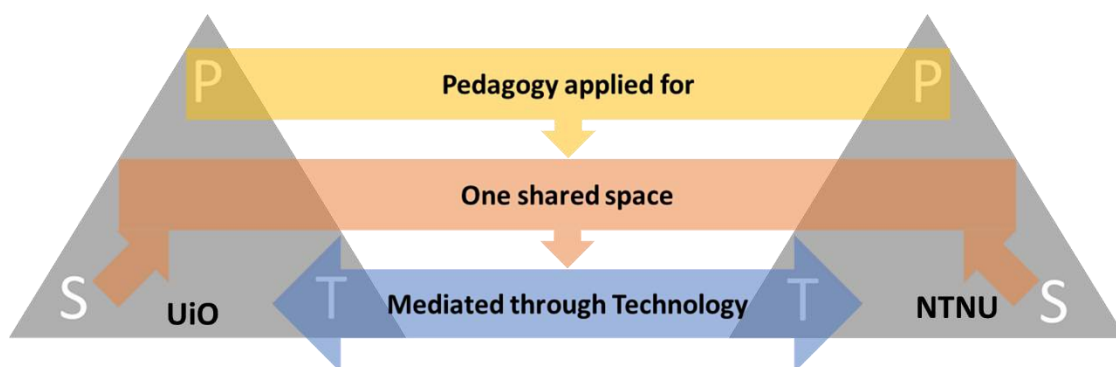 P
Pedagogy applied for
P
One shared space
S
UiO
T
Mediated through Technology
T
NTNU
S